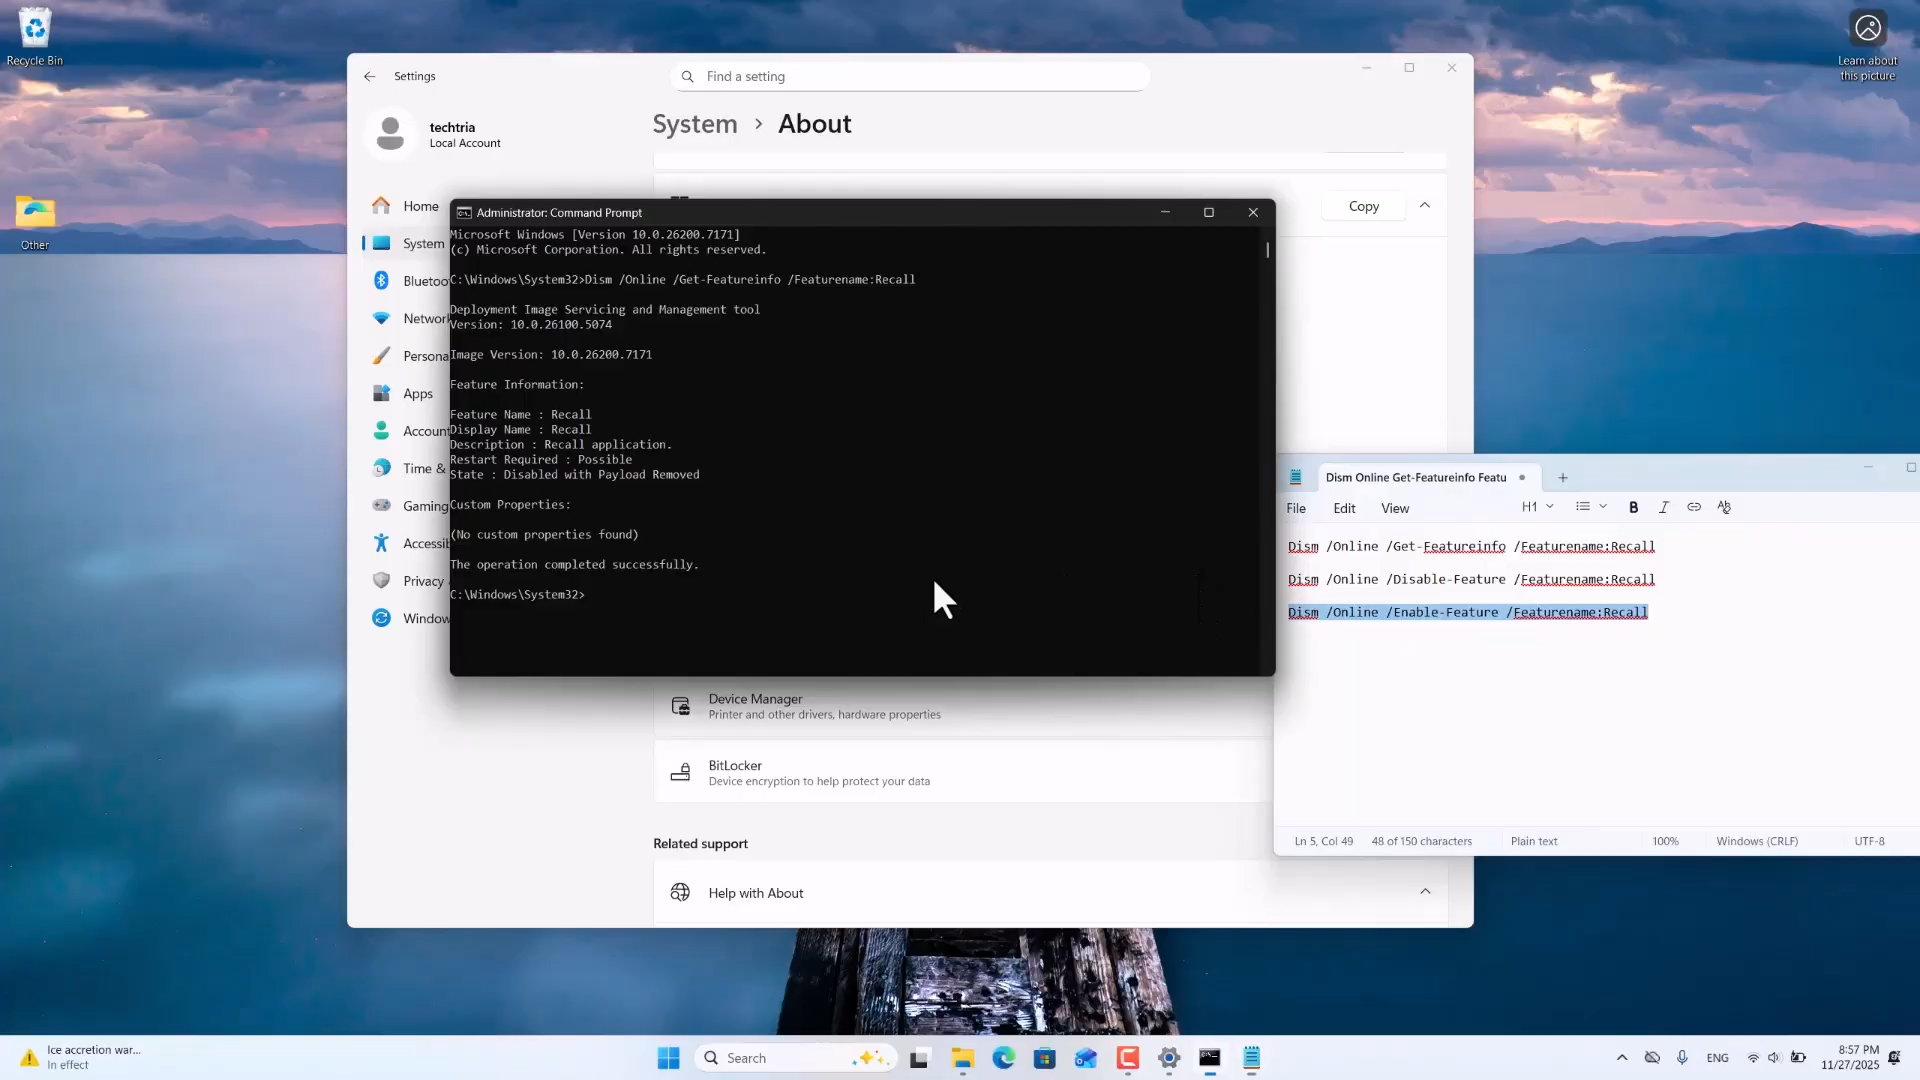 Recycle Bin
Learn about
this picture
Other
Settings
Find a setting
techtria
Local Account
System > About
Home
System
Bluetoo
Networ
Persona
Apps
Accoun
Time &
Gaming
Accessib
Privacy
Window
Copy
Administrator: Command Prompt
Microsoft Windows [Version 10.0.26200.7171]
(c) Microsoft Corporation. All rights reserved.
C:\Windows\System32>Dism /Online /Get-Featureinfo /Featurename:Recall
Deployment Image Servicing and Management tool
Version: 10.0.26100.5074
Image Version: 10.0.26200.7171
Feature Information:
Feature Name : Recall
Display Name : Recall
Description : Recall application.
Restart Required : Possible
State : Disabled with Payload Removed
Custom Properties:
(No custom properties found)
The operation completed successfully.
C:\Windows\System32>
Device Manager
Printer and other drivers, hardware properties
BitLocker
Device encryption to help protect your data
Related support
Help with About
Dism Online Get-Featureinfo Featu
File Edit View H1 B I
Dism /Online /Get-Featureinfo /Featurename:Recall
Dism /Online /Disable-Feature /Featurename:Recall
Dism /Online /Enable-Feature /Featurename:Recall
Ln 5, Col 49 48 of 150 characters Plain text 100% Windows (CRLF) UTF-8
Ice accretion war...
In effect
Search
ENG
8:57 PM
11/27/2025